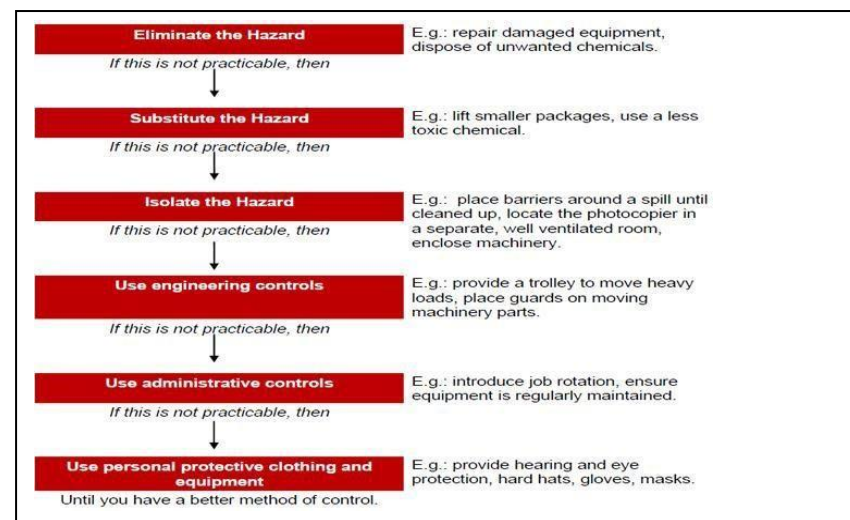 Eliminate the Hazard
E.g.: repair damaged equipment,
dispose of unwanted chemicals.
If this is not practicable, then
Substitute the Hazard
E.g.: lift smaller packages, use a less
toxic chemical.
If this is not practicable, then
Isolate the Hazard
E.g.: place barriers around a spill until
cleaned up, locate the photocopier in
a separate, well ventilated room,
enclose machinery.
If this is not practicable, then
Use engineering controls
E.g.: provide a trolley to move heavy
loads, place guards on moving
machinery parts.
If this is not practicable, then
Use administrative controls
E.g.: introduce job rotation, ensure
equipment is regularly maintained.
If this is not practicable, then
Use personal protective clothing and
equipment
E.g.: provide hearing and eye
protection, hard hats, gloves, masks.
Until you have a better method of control.